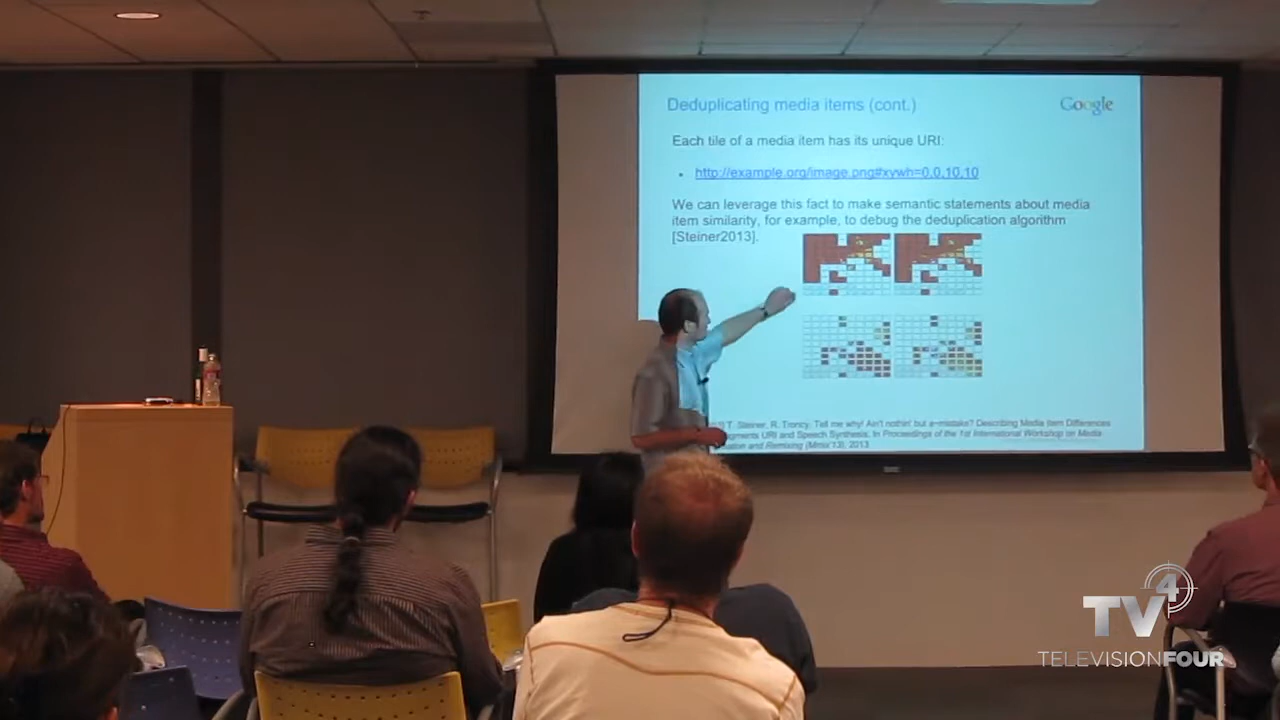 Deduplicating media items (cont.)
Google
Each tile of a media item has its unique URI:
http://example.org/image.png#xywh=0,0,10,10
We can leverage this fact to make semantic statements about media
item similarity, for example, to debug the deduplication algorithm
[Steiner2013].
T. Steiner, R. Troncy. Tell me why! Ain't nothin' but a-mistake? Describing Media Item Differences
URI and Speech Synthesis. In Proceedings of the 1st International Workshop on Media
and Remixing (MmIx'13), 2013
TV4
TELEVISIONFOUR